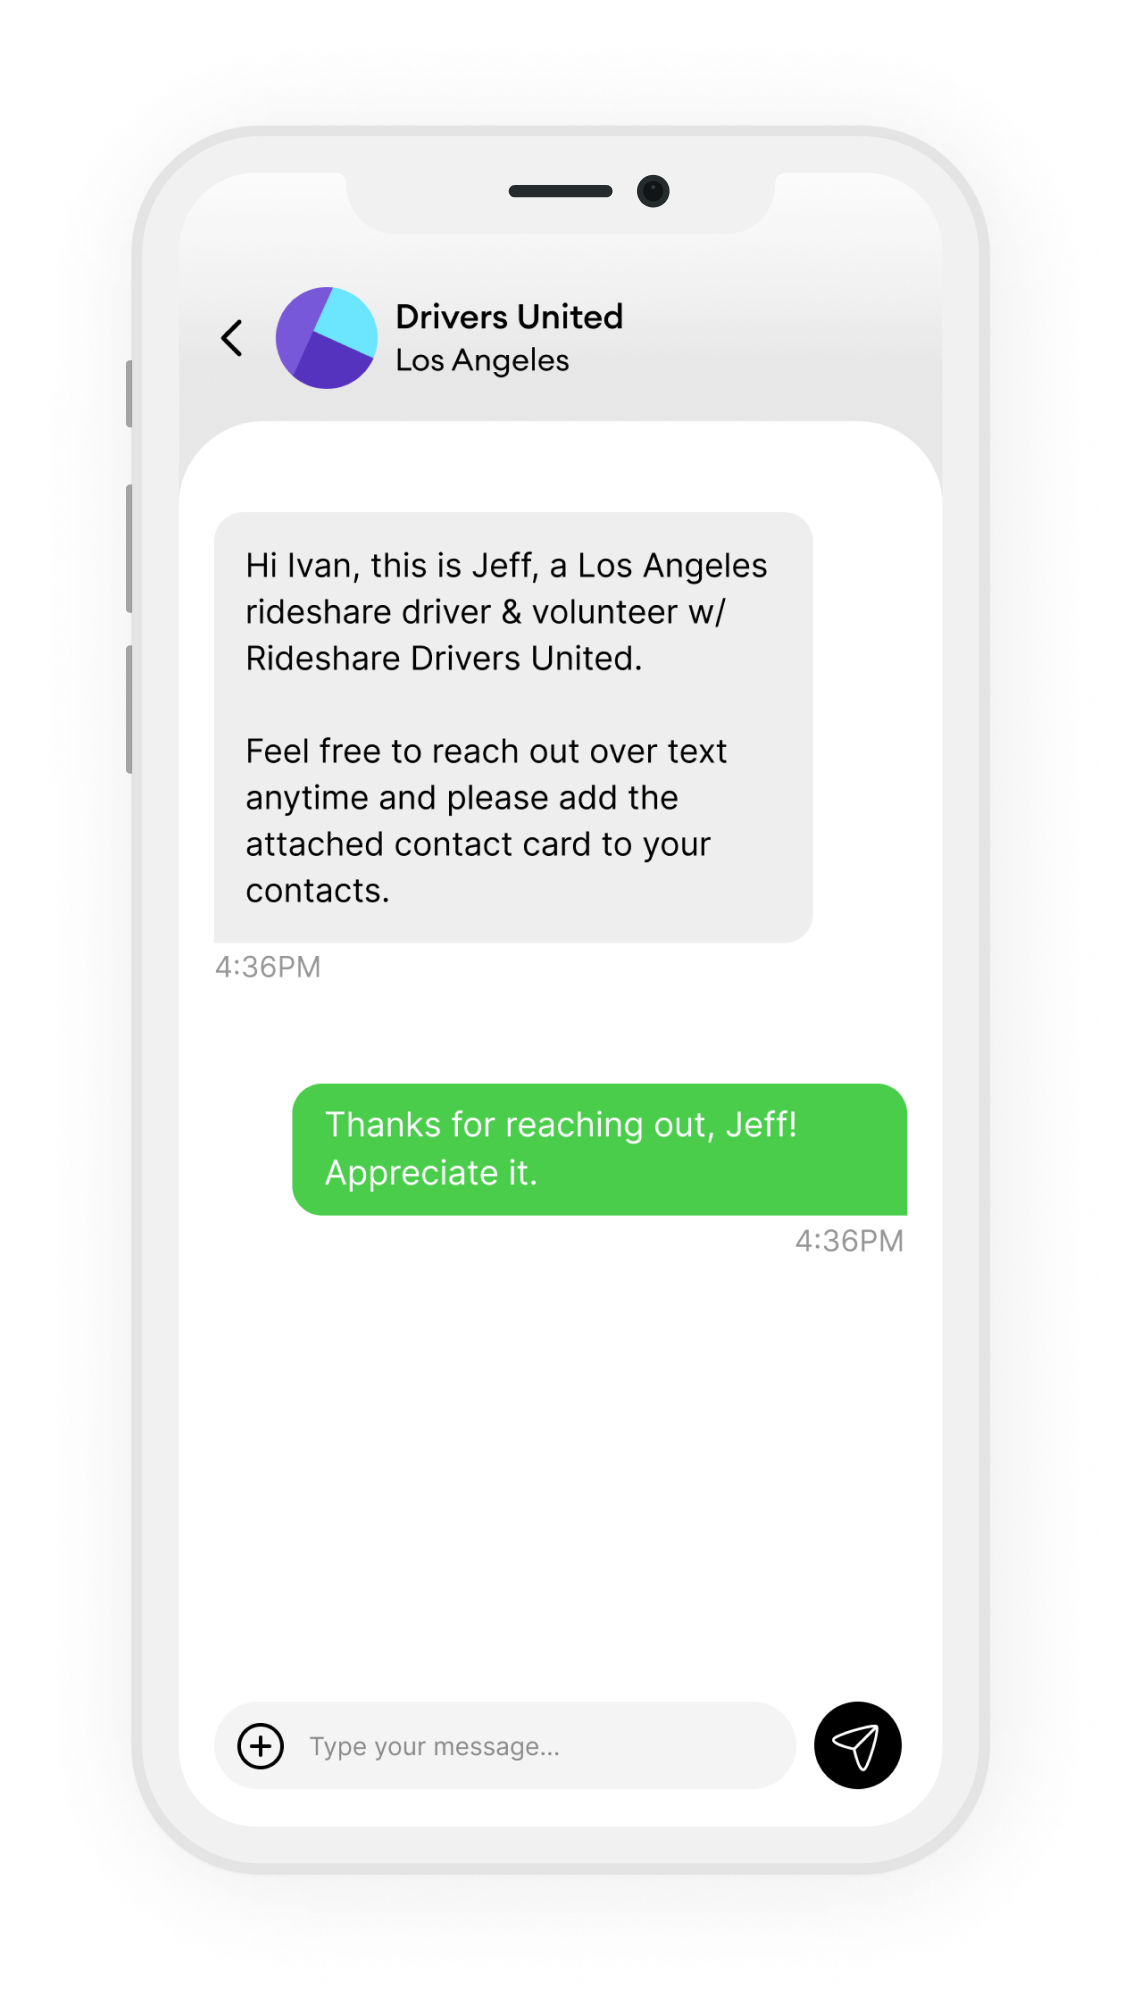 Drivers United
Los Angeles
Hi Ivan, this is Jeff, a Los Angeles
rideshare driver & volunteer w/
Rideshare Drivers United.
Feel free to reach out over text
anytime and please add the
attached contact card to your
contacts.
4:36PM
Thanks for reaching out, Jeff!
Appreciate it.
4:36PM
Type your message...